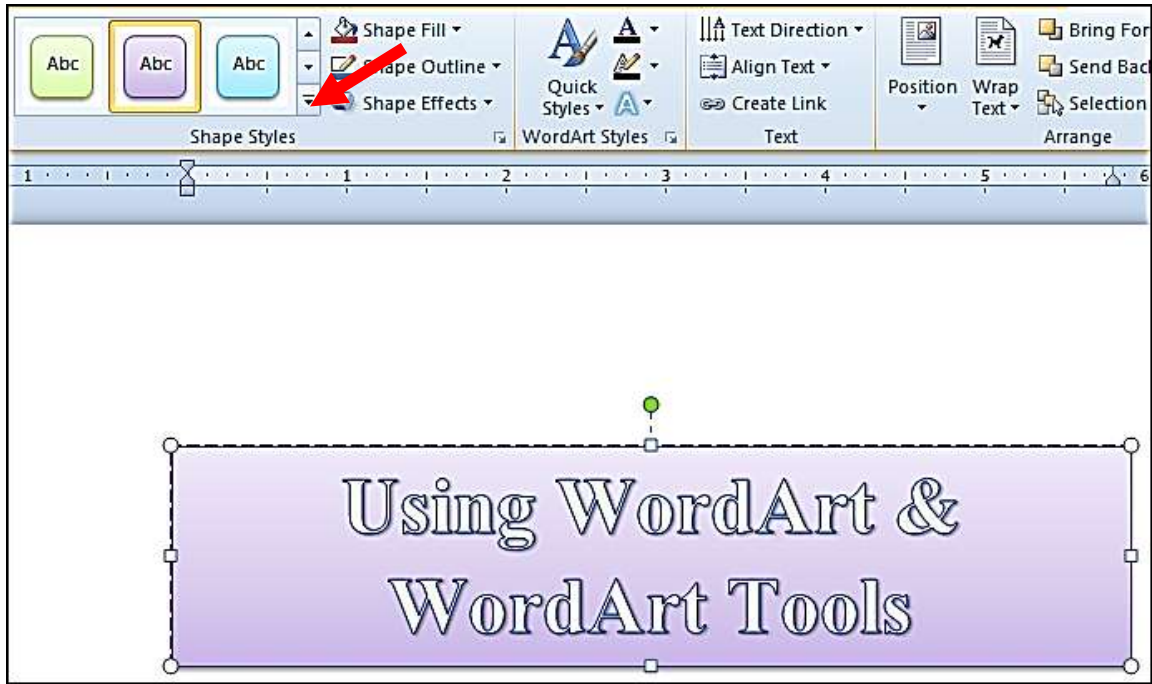 Abc Abc Abc
Shape Fill
Shape Outline
Shape Effects
Shape Styles
Quick
Styles
WordArt Styles
Text Direction
Align Text
Create Link
Text
Position
Wrap
Text
Bring For
Send Bac
Selection
Arrange
1 1 2 3 4 5 6
Using WordArt &
WordArt Tools